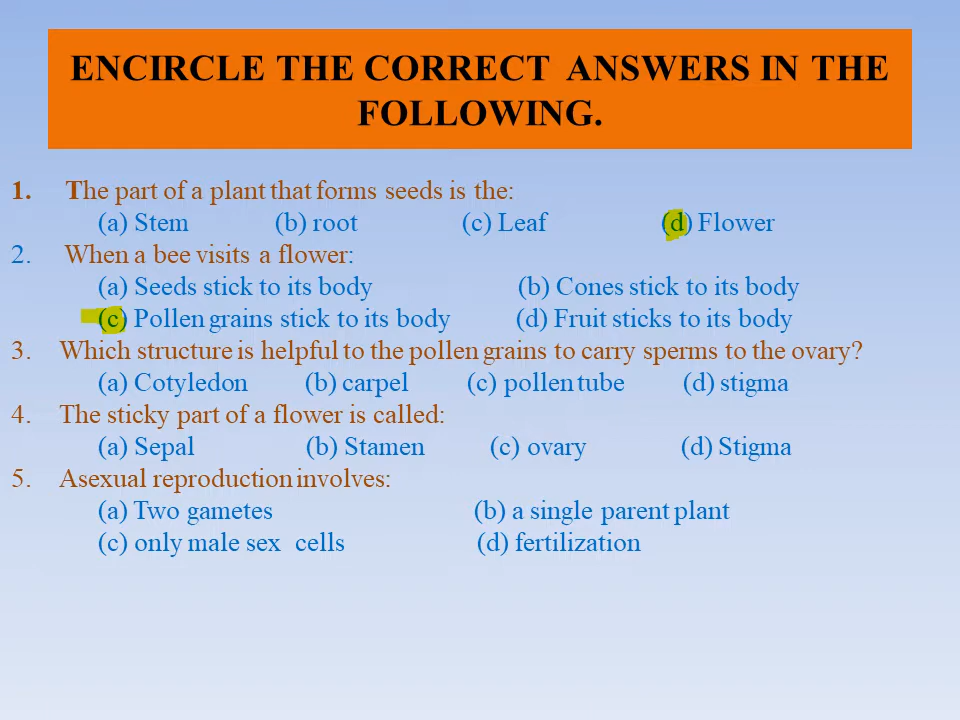 ENCIRCLE THE CORRECT ANSWERS IN THE
FOLLOWING.
1. The part of a plant that forms seeds is the:
(a) Stem (b) root (c) Leaf (d) Flower
2. When a bee visits a flower:
(a) Seeds stick to its body (b) Cones stick to its body
(c) Pollen grains stick to its body (d) Fruit sticks to its body
3. Which structure is helpful to the pollen grains to carry sperms to the ovary?
(a) Cotyledon (b) carpel (c) pollen tube (d) stigma
4. The sticky part of a flower is called:
(a) Sepal (b) Stamen (c) ovary (d) Stigma
5. Asexual reproduction involves:
(a) Two gametes (b) a single parent plant
(c) only male sex cells (d) fertilization